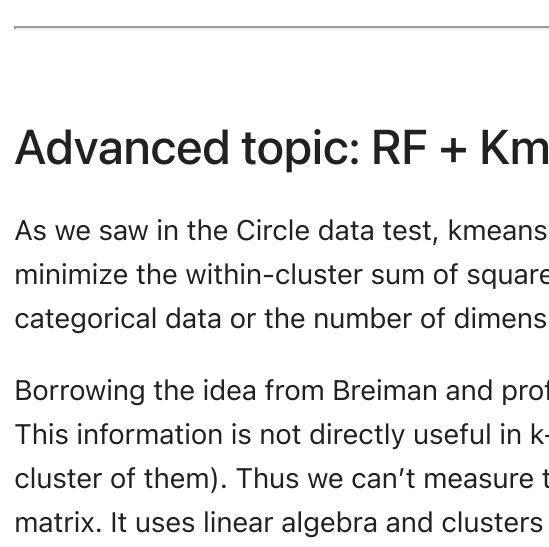 Advanced topic: RF + Km
As we saw in the Circle data test, kmeans
minimize the within-cluster sum of square
categorical data or the number of dimens
Borrowing the idea from Breiman and prof
This information is not directly useful in k-
cluster of them). Thus we can’t measure t
matrix. It uses linear algebra and clusters